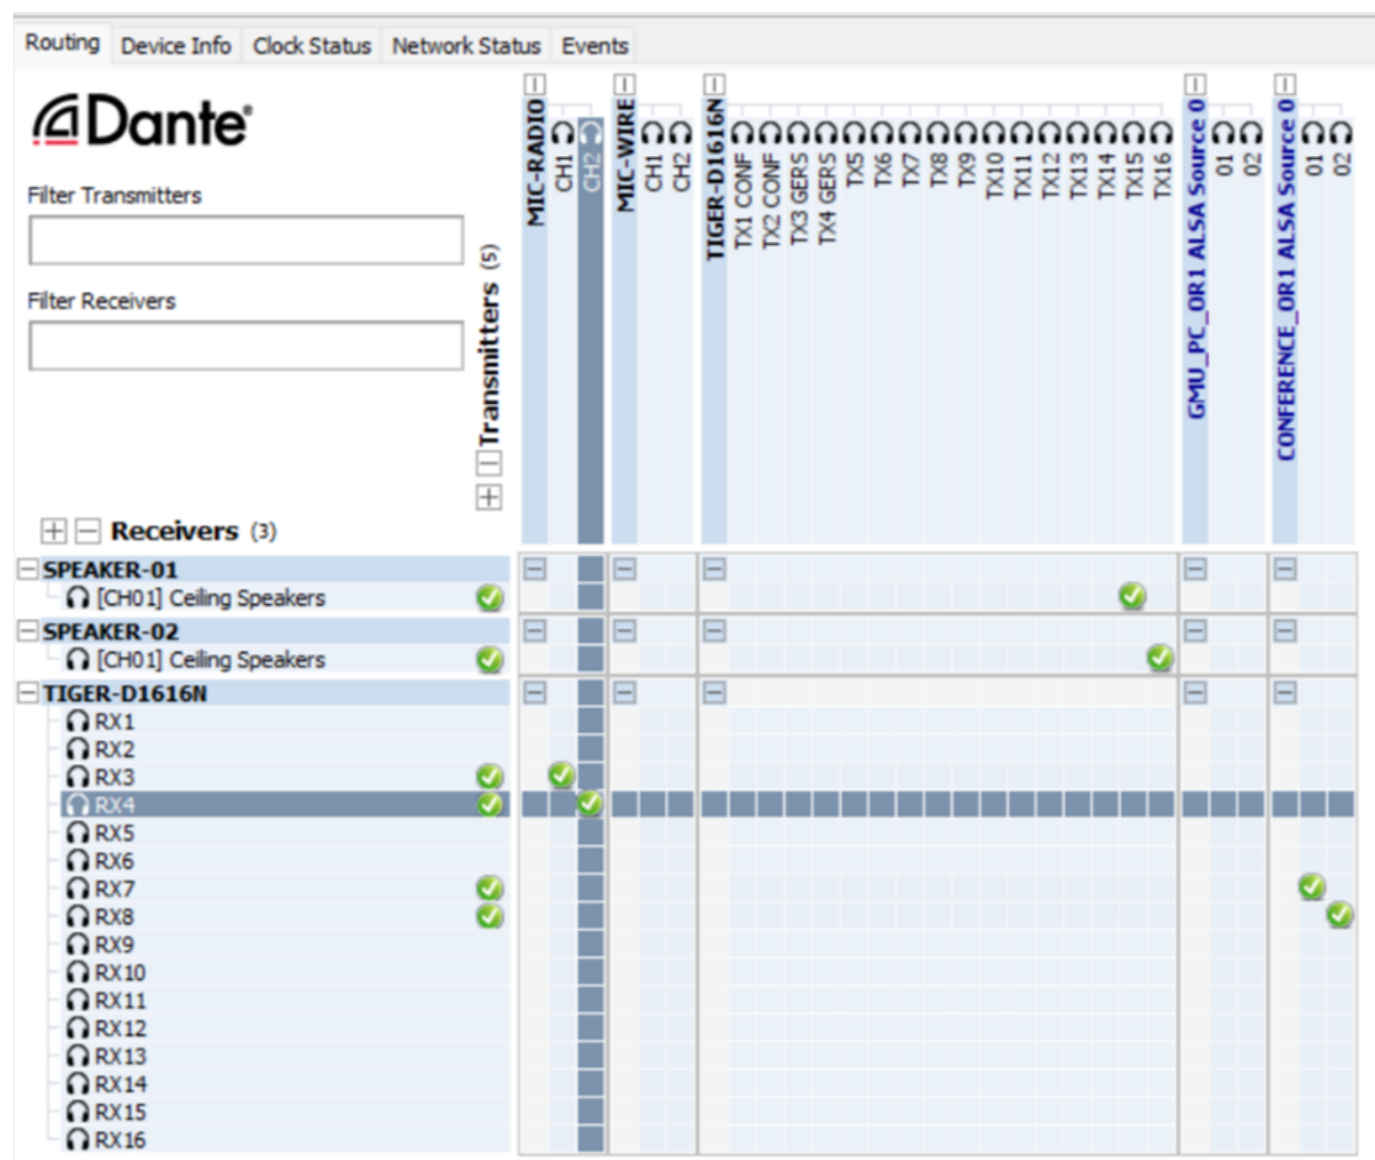 Routing Device Info Clock Status Network Status Events
Dante®
Filter Transmitters
Filter Receivers
Transmitters (5)
MIC-RADIO
CH1
CH2
MIC-WIRE
CH1
CH2
TIGER-D1616N
TX1 CONF
TX2 CONF
TX3 GERS
TX4 GERS
TX5
TX6
TX7
TX8
TX9
TX10
TX11
TX12
TX13
TX14
TX15
TX16
GMU_PC_OR1 ALSA Source 0
01
02
CONFERENCE_OR1 ALSA Source 0
01
02
Receivers (3)
SPEAKER-01
[CH01] Ceiling Speakers
SPEAKER-02
[CH01] Ceiling Speakers
TIGER-D1616N
RX1
RX2
RX3
RX4
RX5
RX6
RX7
RX8
RX9
RX10
RX11
RX12
RX13
RX14
RX15
RX16